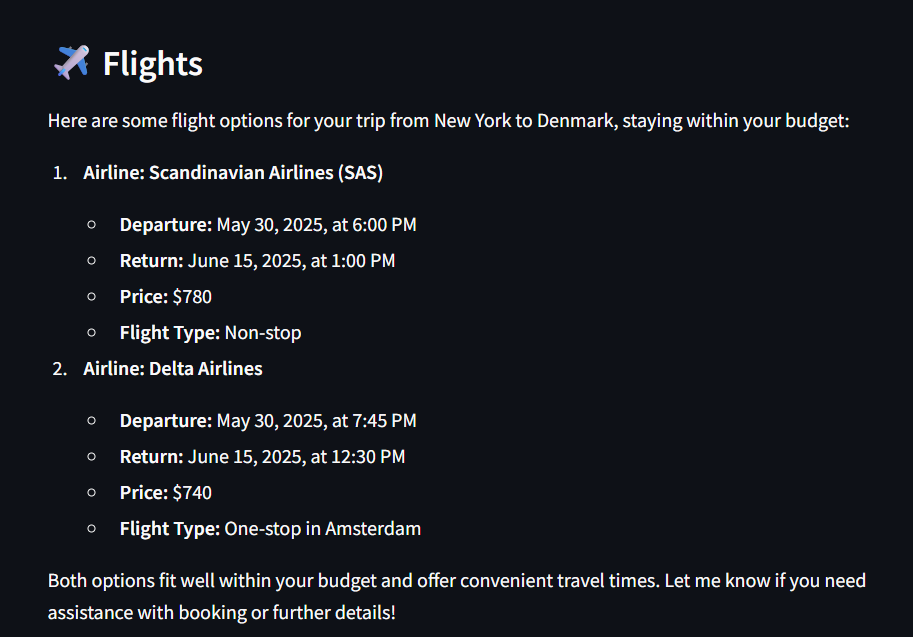 Flights
Here are some flight options for your trip from New York to Denmark, staying within your budget:
1. Airline: Scandinavian Airlines (SAS)
Departure: May 30, 2025, at 6:00 PM
Return: June 15, 2025, at 1:00 PM
Price: $780
Flight Type: Non-stop
2. Airline: Delta Airlines
Departure: May 30, 2025, at 7:45 PM
Return: June 15, 2025, at 12:30 PM
Price: $740
Flight Type: One-stop in Amsterdam
Both options fit well within your budget and offer convenient travel times. Let me know if you need
assistance with booking or further details!